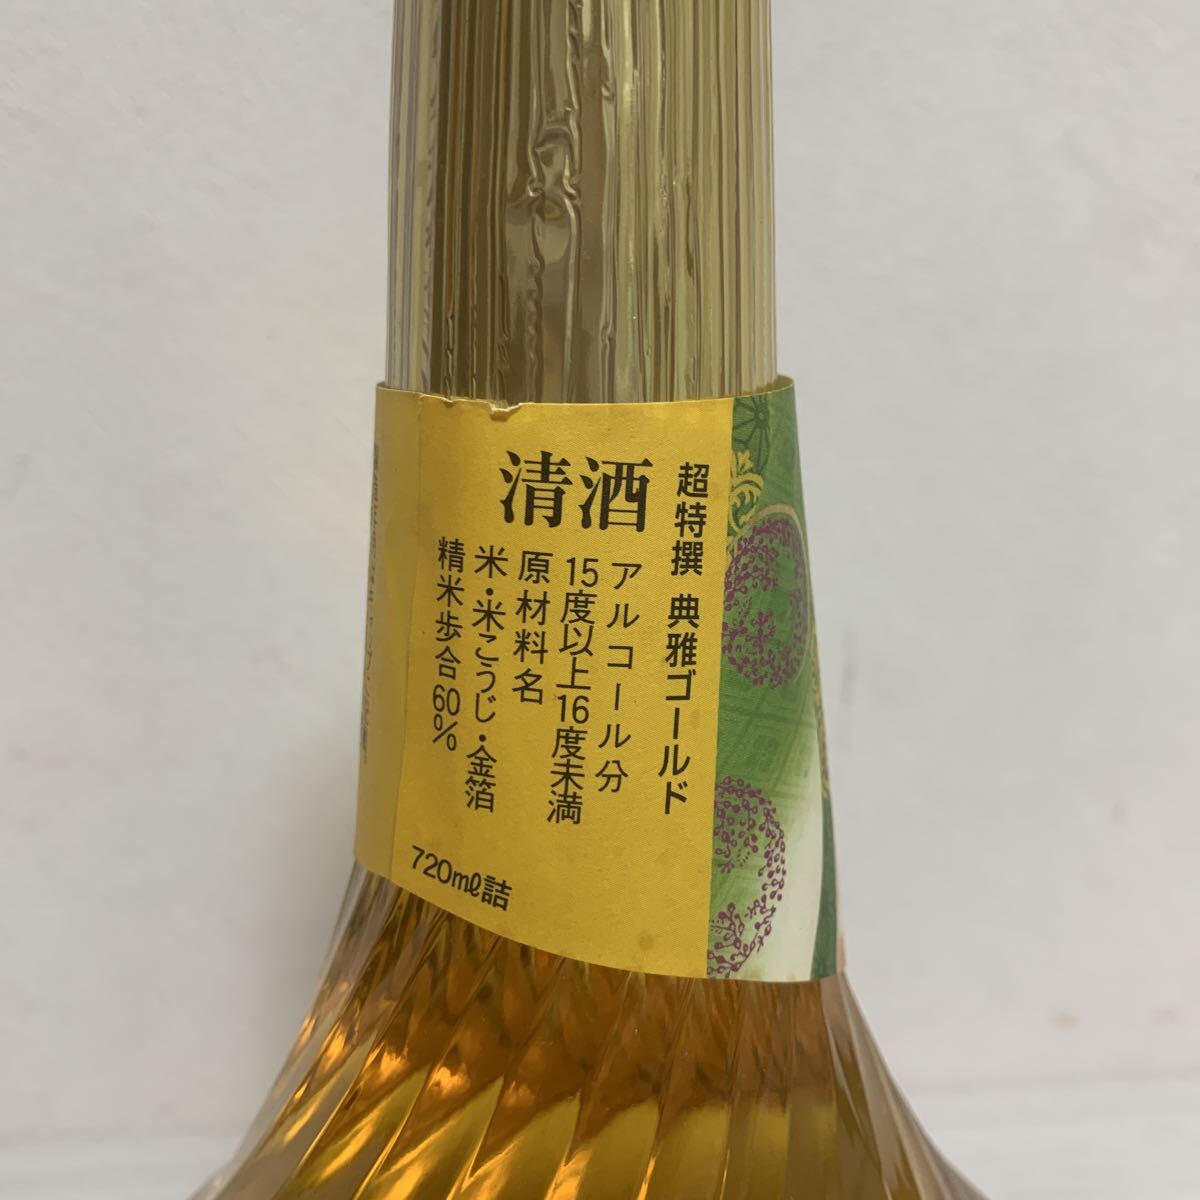 超特撰 典雅ゴールド
清酒
アルコール分
15度以上16度未満
原材料名
米・米こうじ・金箔
精米歩合60%
720ml詰